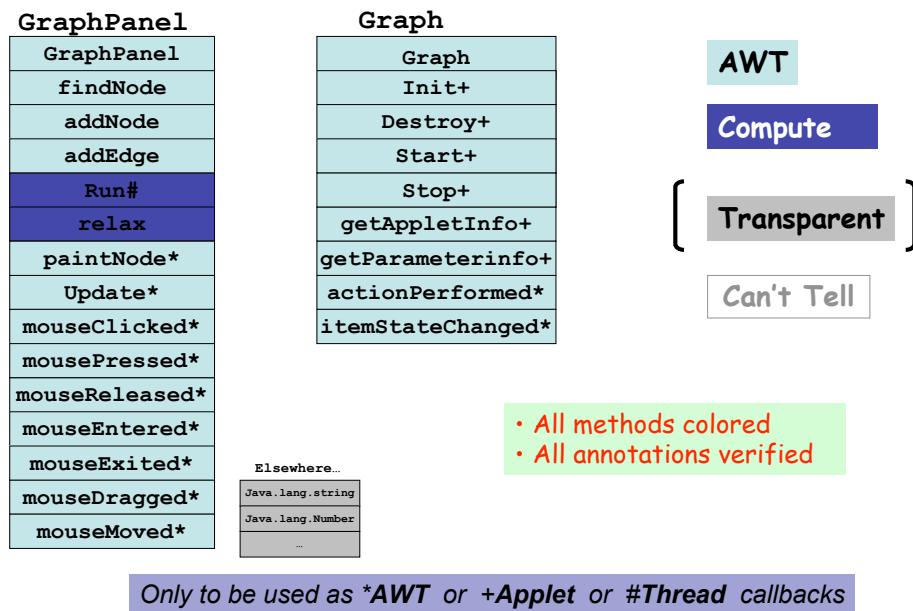 GraphPanel
GraphPanel
findNode
addNode
addEdge
Run#
relax
paintNode*
Update*
mouseClicked*
mousePressed*
mouseReleased*
mouseEntered*
mouseExited*
mouseDragged*
mouseMoved*
Graph
Graph
Init+
Destroy+
Start+
Stop+
getAppletInfo+
getParameterinfo+
actionPerformed*
itemStateChanged*
AWT
Compute
Transparent
Can't Tell
• All methods colored
• All annotations verified
Elsewhere…
Java.lang.string
Java.lang.Number
…
Only to be used as *AWT or +Applet or #Thread callbacks